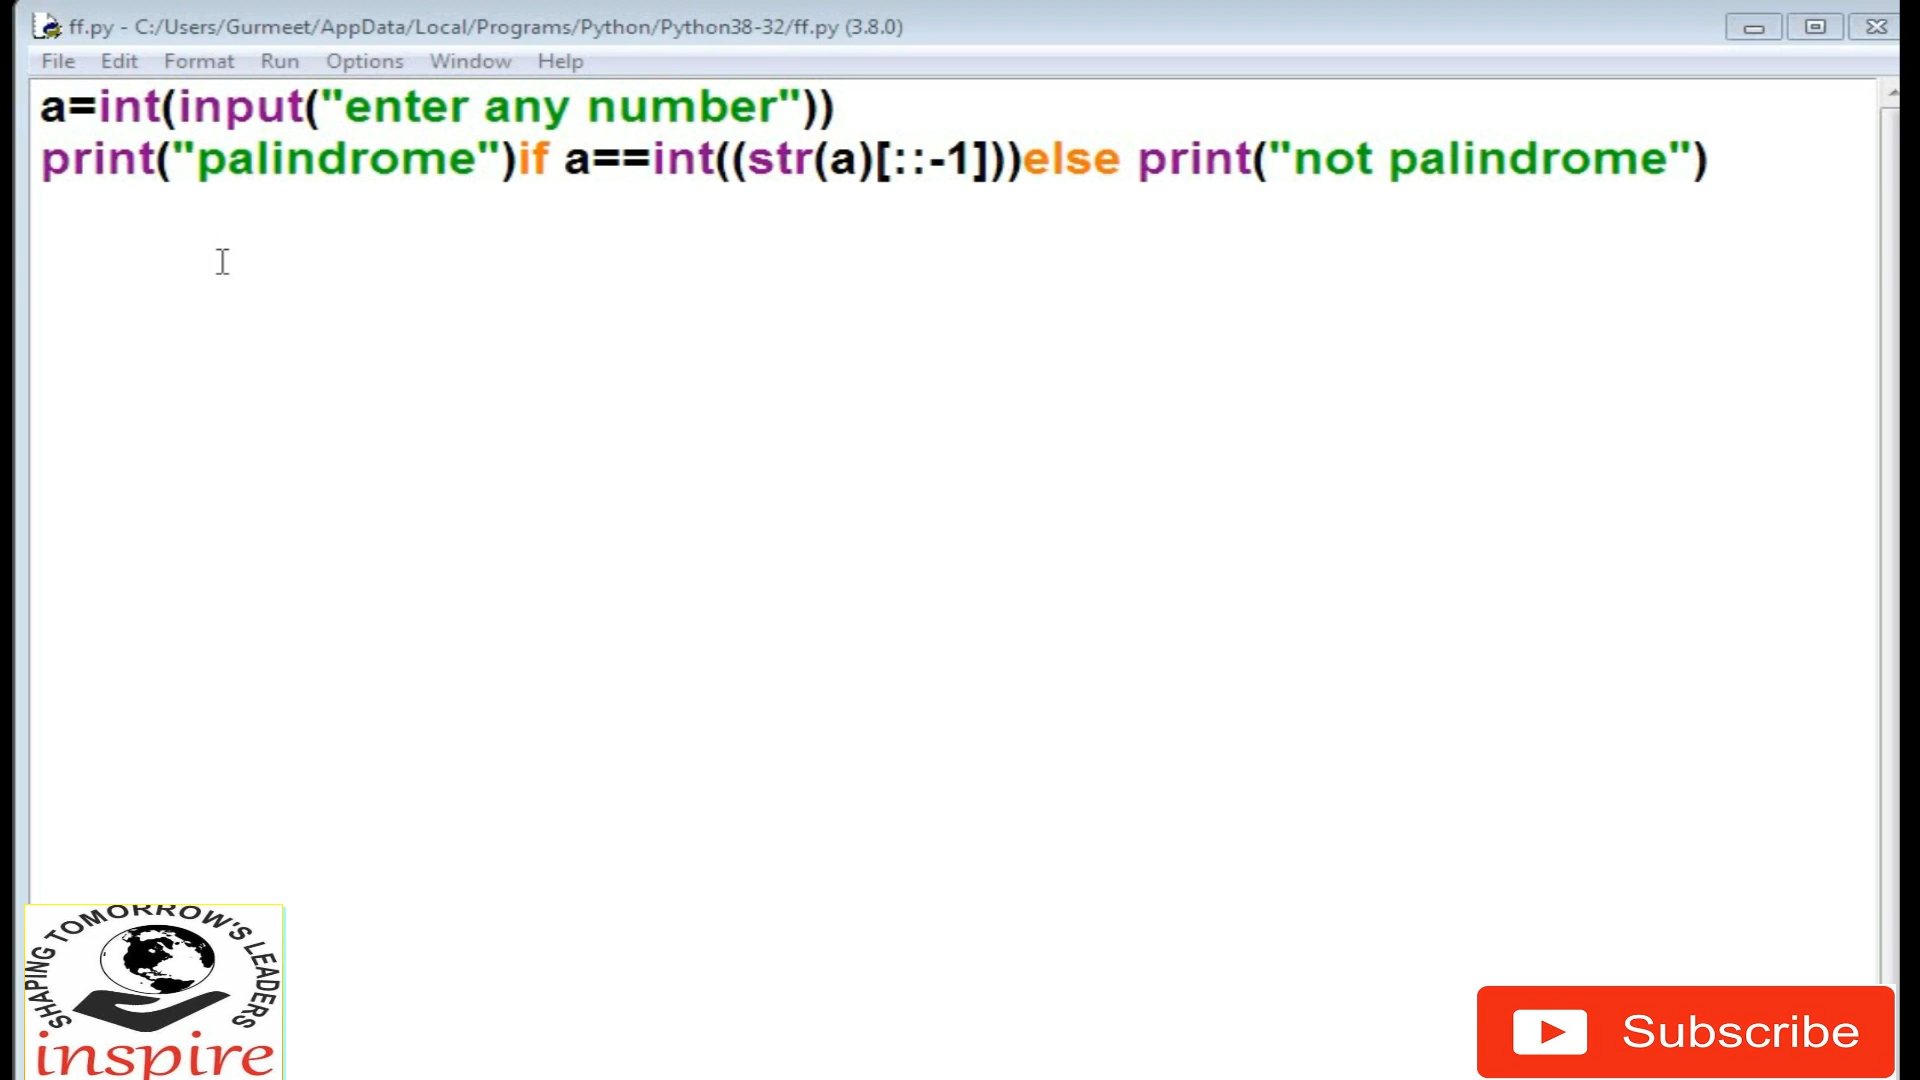 ff.py - C:/Users/Gurmeet/AppData/Local/Programs/Python/Python38-32/ff.py (3.8.0)
File Edit Format Run Options Window Help
a=int(input("enter any number"))
print("palindrome")if a==int((str(a)[::-1]))else print("not palindrome")
SHAPING TOMORROW'S LEADERS
inspire
Subscribe